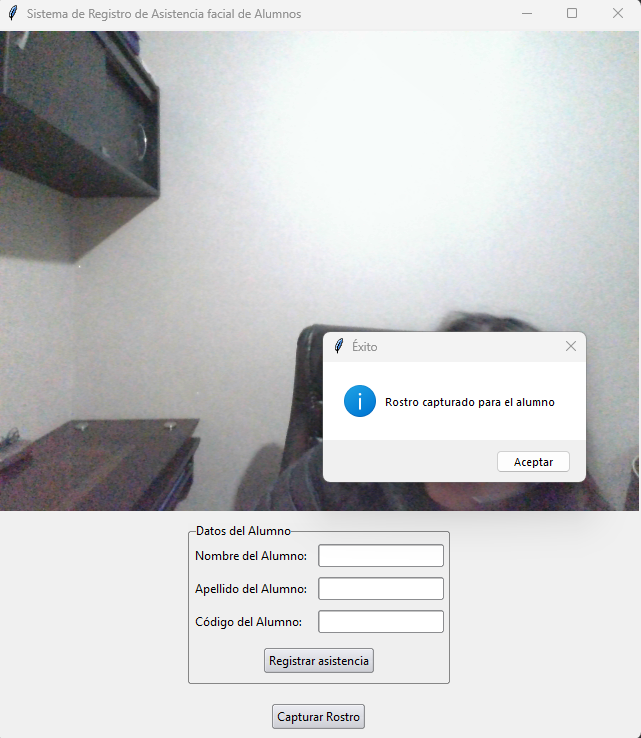 Sistema de Registro de Asistencia facial de Alumnos
Éxito
Rostro capturado para el alumno
Aceptar
Datos del Alumno
Nombre del Alumno:
Apellido del Alumno:
Código del Alumno:
Registrar asistencia
Capturar Rostro